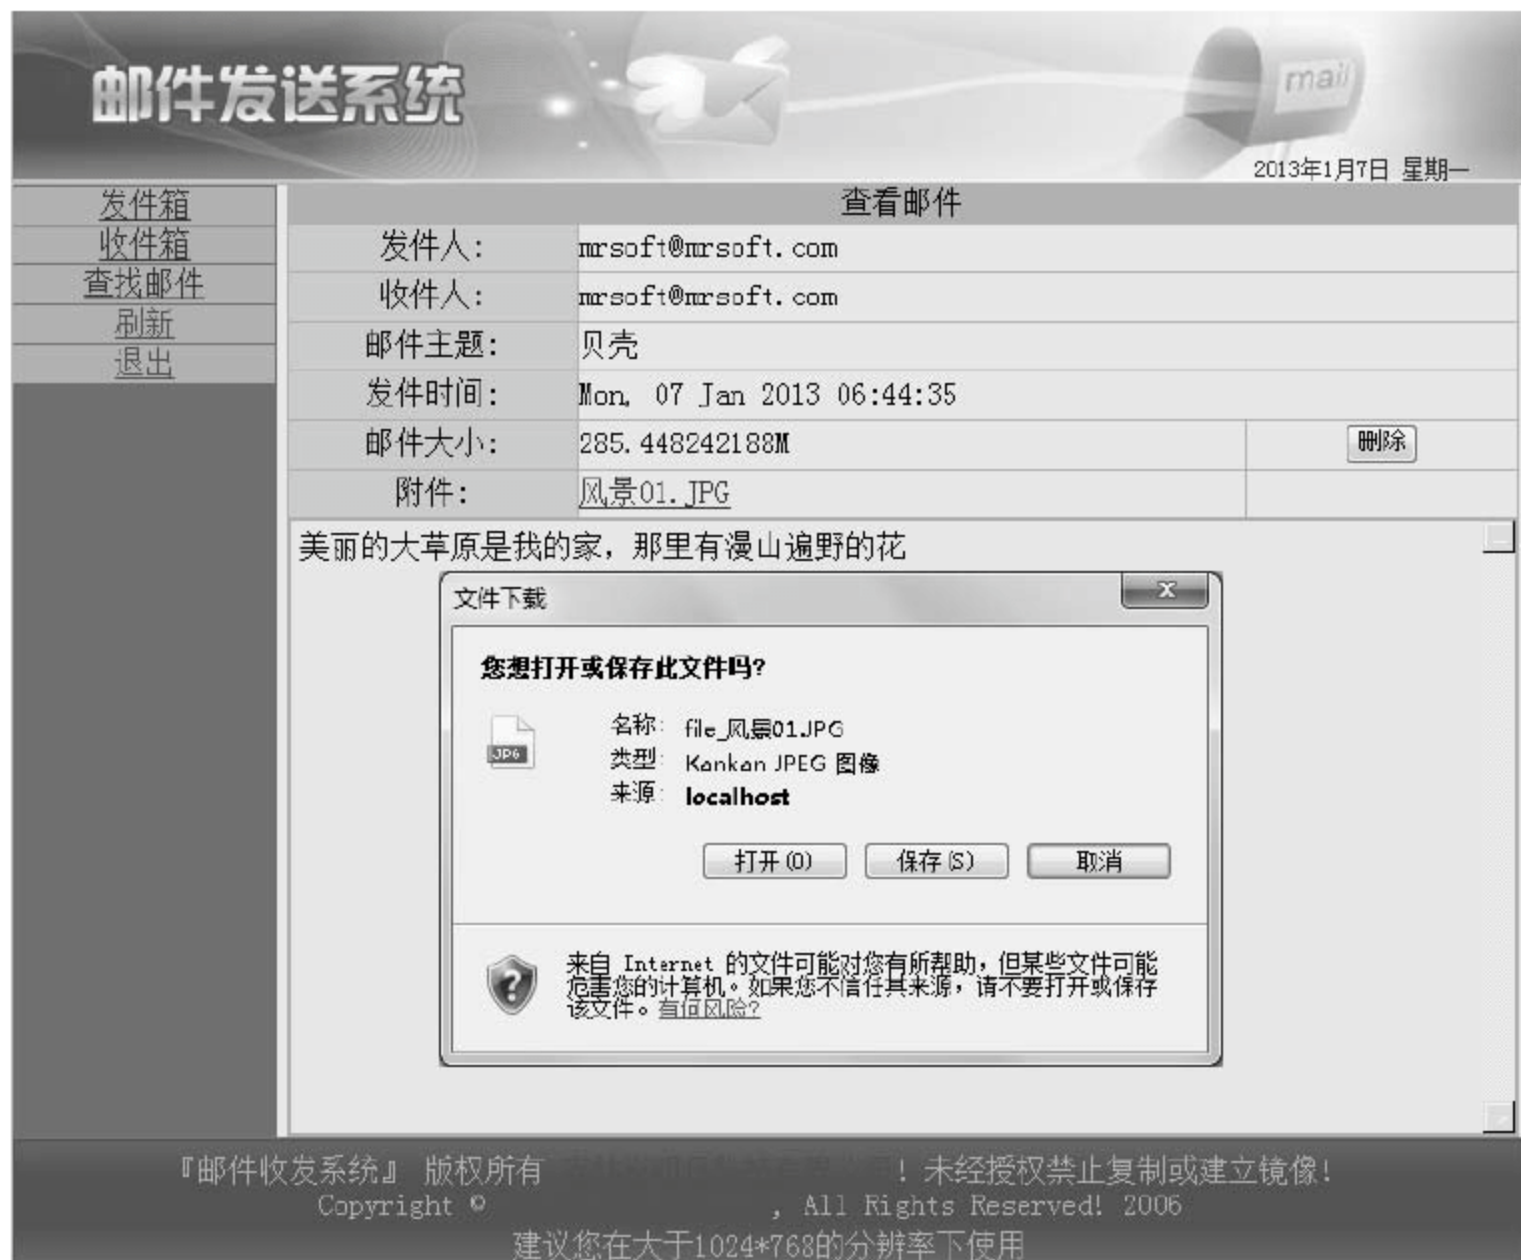 邮件发送系统
mail
2013年1月7日 星期一
发件箱
收件箱
查找邮件
刷新
退出
查看邮件
发件人: mrsoft@mrsoft.com
收件人: mrsoft@mrsoft.com
邮件主题: 贝壳
发件时间: Mon, 07 Jan 2013 06:44:35
邮件大小: 285.448242188M 删除
附件: 风景01.JPG
美丽的大草原是我的家，那里有漫山遍野的花
文件下载
您想打开或保存此文件吗?
JPG
名称: file_风景01.JPG
类型: Kankan JPEG 图像
来源: localhost
打开(O) 保存(S) 取消
来自 Internet 的文件可能对您有所帮助，但某些文件可能
危害您的计算机。如果您不信任其来源，请不要打开或保存
该文件。有何风险?
『邮件收发系统』 版权所有 ! 未经授权禁止复制或建立镜像!
Copyright © , All Rights Reserved! 2006
建议您在大于1024*768的分辨率下使用